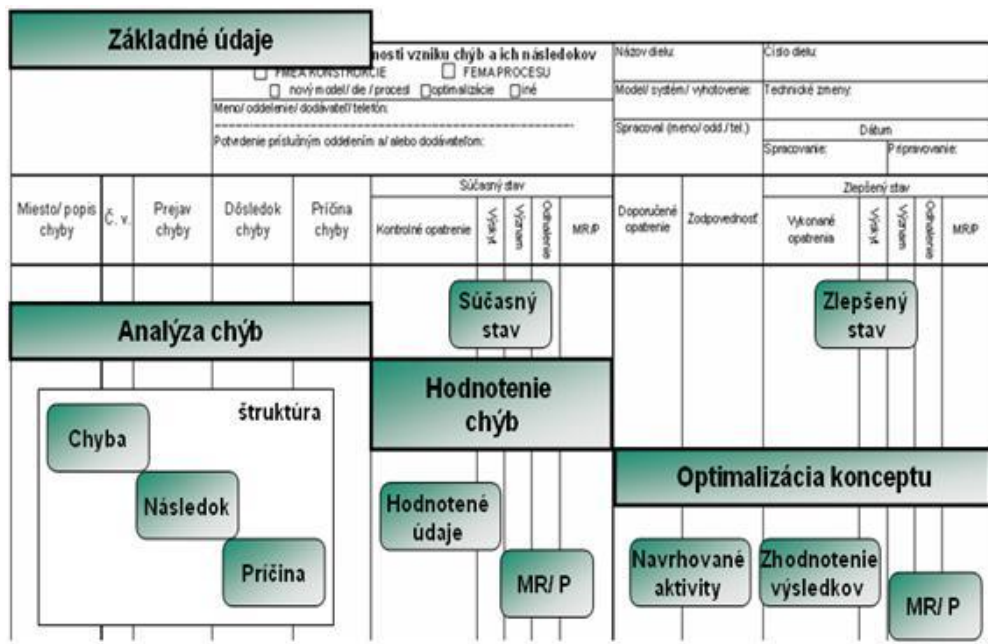 Základné údaje
nosti vzniku chýb a ich následokov
FMEA KONSTRUKCIE FEMA PROCESU
nový model/ die / procesl optimalizácie iné
Meno/ oddelenie/ dodávateľ/ telefón:
Potvrdenie príslušným oddelením a/ alebo dodávateľom:
Názov dielu:
Číslo dielu:
Model/ systém / vyhotovenie:
Technické zmeny:
Spracoval (meno/ odd./ tel.)
Dátum
Spracovanie:
Pripravovanie:
Miesto/ popis
chyby
Č. v.
Prejav
chyby
Dôsledok
chyby
Príčina
chyby
Súčasný stav
Kontrolné opatrenie
Výskyt
Význam
Odhalenie
MR/P
Doporučené
opatrenie
Zodpovednosť
Zlepšený stav
Vykonané
opatrenia
Výskyt
Význam
Odhalenie
MR/P
Súčasný
stav
Zlepšený
stav
Analýza chýb
Hodnotenie
chýb
štruktúra
Chyba
Následok
Príčina
Optimalizácia konceptu
Hodnotené
údaje
MR/ P
Navrhované
aktivity
Zhodnotenie
výsledkov
MR/ P